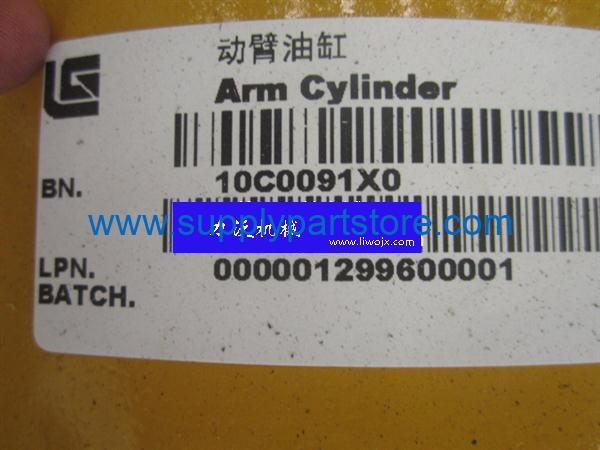 动臂油缸
Arm Cylinder
BN. 10C0091X0
www.supplypartstore.com
www.liwojx.com
LPN. 000001299600001
BATCH.